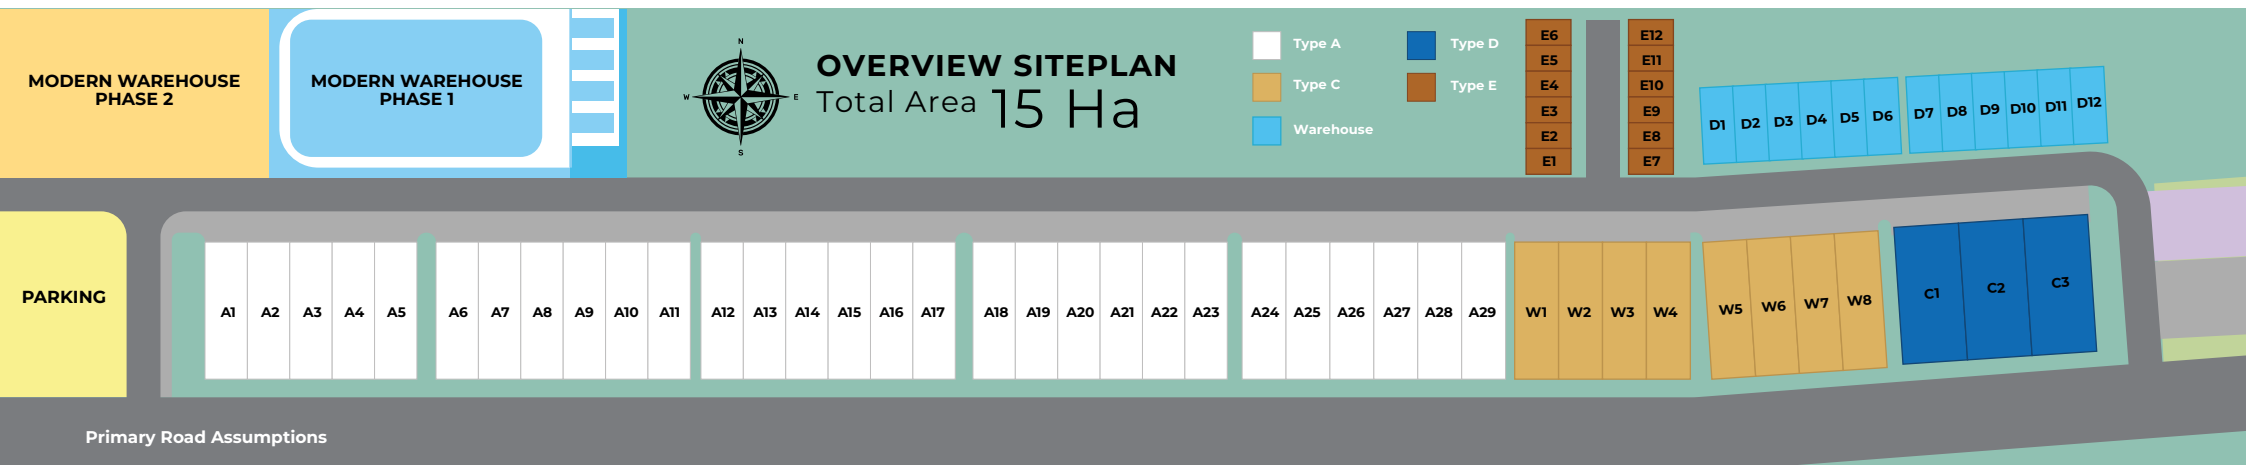 MODERN WAREHOUSE
PHASE 2
MODERN WAREHOUSE
PHASE 1
N
W
E
S
OVERVIEW SITEPLAN
Total Area 15 Ha
Type A
Type D
Type C
Type E
Warehouse
E6
E5
E4
E3
E2
E1
E12
E11
E10
E9
E8
E7
D1 D2 D3 D4 D5 D6 D7 D8 D9 D10 D11 D12
PARKING
A1 A2 A3 A4 A5 A6 A7 A8 A9 A10 A11 A12 A13 A14 A15 A16 A17 A18 A19 A20 A21 A22 A23 A24 A25 A26 A27 A28 A29 W1 W2 W3 W4 W5 W6 W7 W8 C1 C2 C3
Primary Road Assumptions